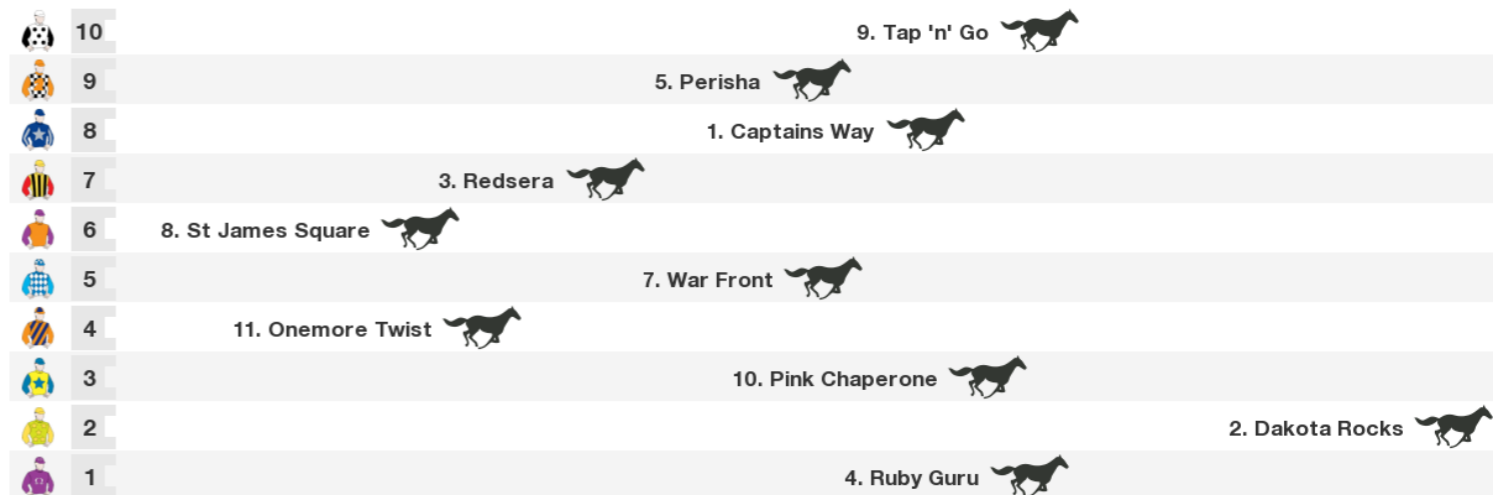 10 9. Tap 'n' Go
9 5. Perisha
8 1. Captains Way
7 3. Redsera
6 8. St James Square
5 7. War Front
4 11. Onemore Twist
3 10. Pink Chaperone
2 2. Dakota Rocks
1 4. Ruby Guru